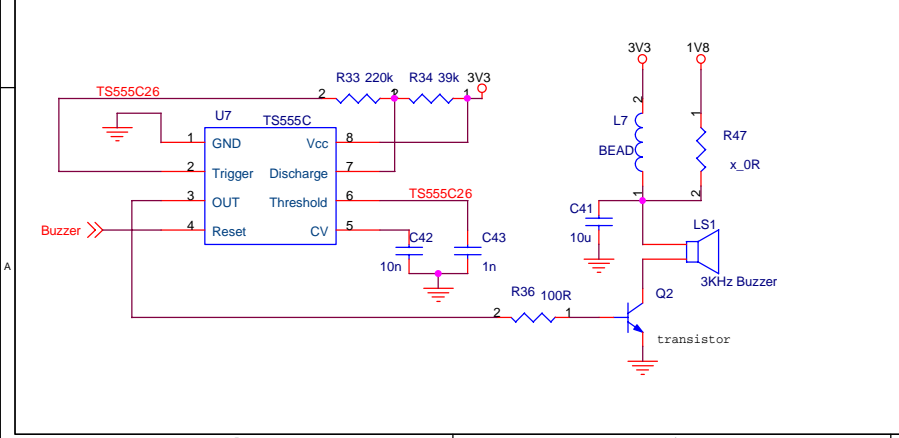 3V3 1V8
R33 220k R34 39k 3V3
TS555C26 2 1 2 1
U7 TS555C
1 GND Vcc 8
2 Trigger Discharge 7
3 OUT Threshold 6 TS555C26
Buzzer 4 Reset CV 5
C42 C43
10n 1n
2 1
L7 R47
BEAD x_0R
1 2
C41 LS1
10u
3KHz Buzzer
R36 100R Q2
2 1
transistor
A